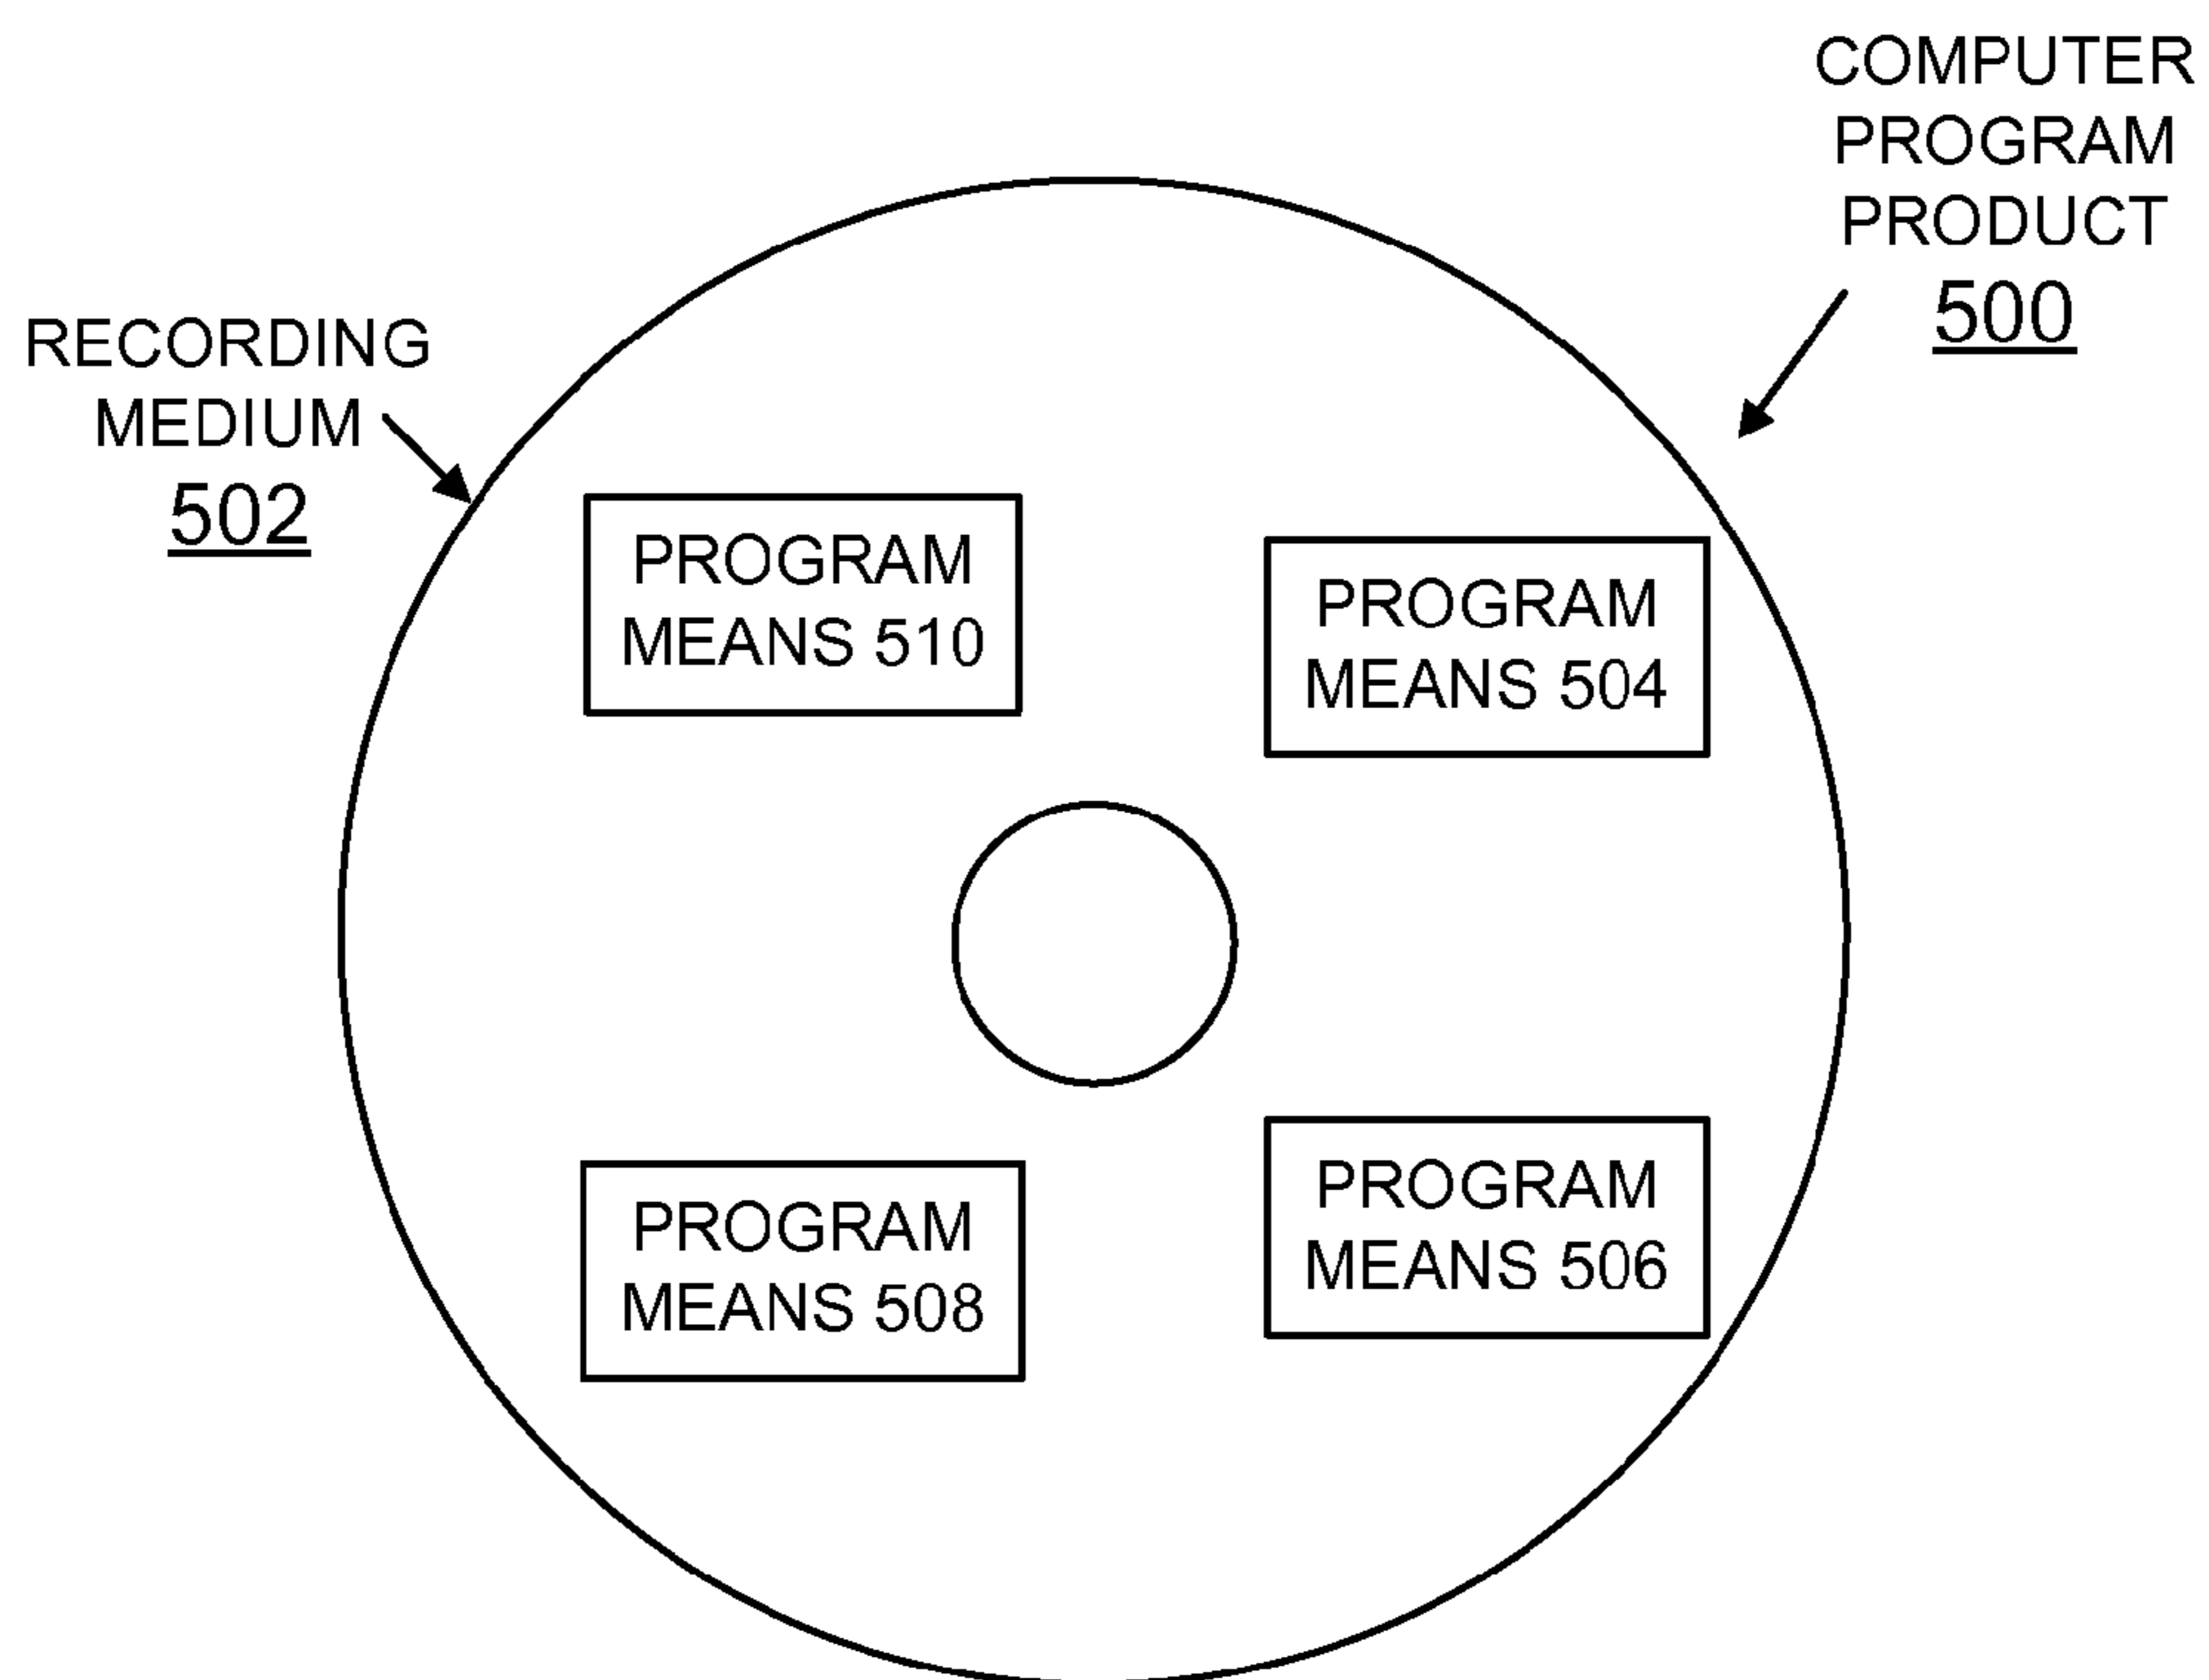 COMPUTER
PROGRAM
PRODUCT
500
RECORDING
MEDIUM
502
PROGRAM
MEANS 510
PROGRAM
MEANS 504
PROGRAM
MEANS 508
PROGRAM
MEANS 506